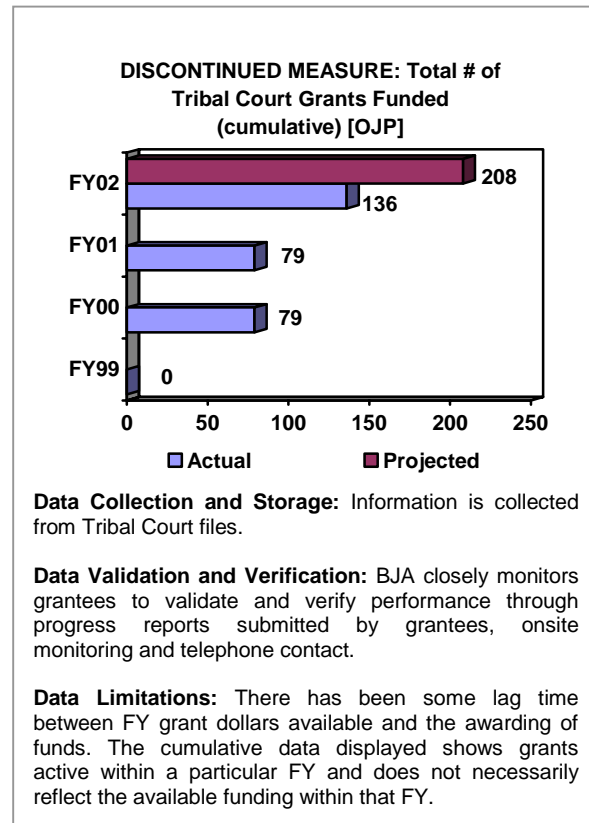 DISCONTINUED MEASURE: Total # of
Tribal Court Grants Funded
(cumulative) [OJP]
FY02
208
136
FY01
79
FY00
79
FY99
0
0 50 100 150 200 250
Actual Projected
Data Collection and Storage: Information is collected
from Tribal Court files.
Data Validation and Verification: BJA closely monitors
grantees to validate and verify performance through
progress reports submitted by grantees, onsite
monitoring and telephone contact.
Data Limitations: There has been some lag time
between FY grant dollars available and the awarding of
funds. The cumulative data displayed shows grants
active within a particular FY and does not necessarily
reflect the available funding within that FY.